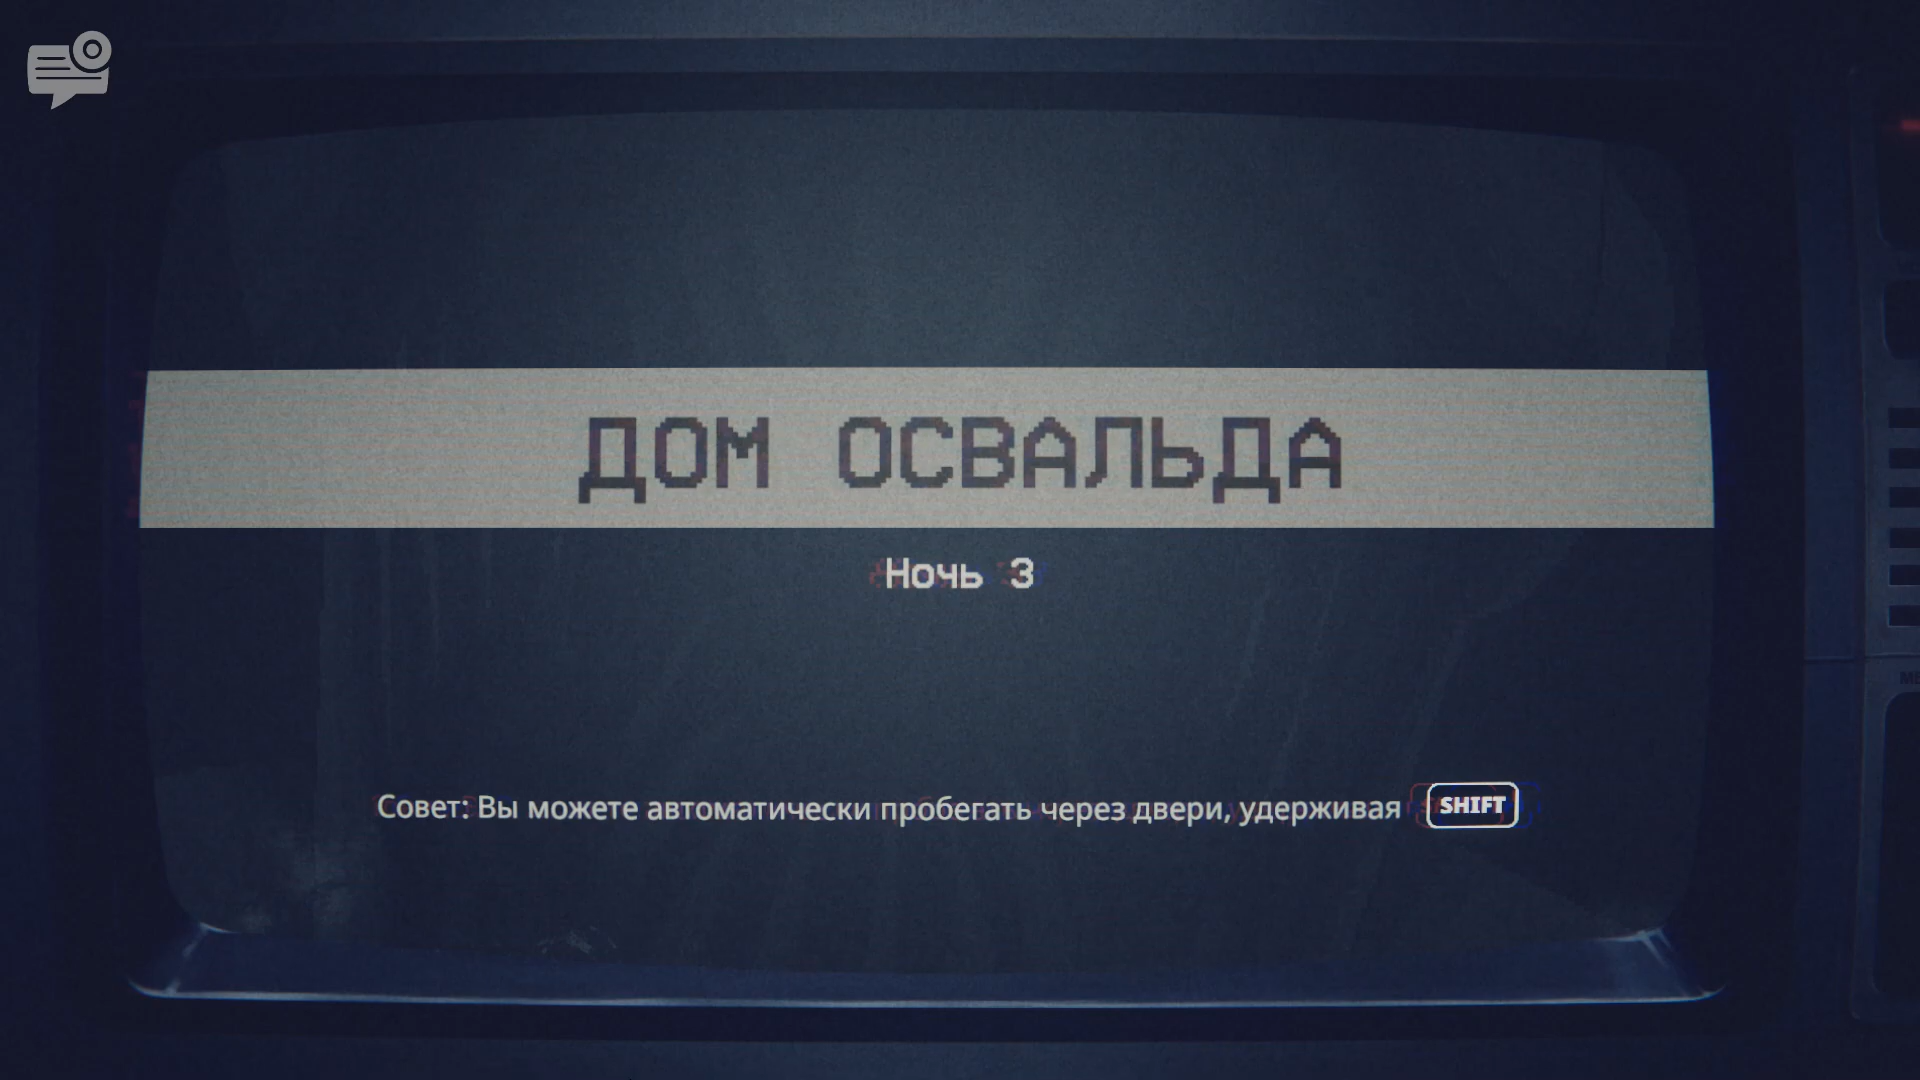 ДОМ ОСВАЛЬДА
Ночь 3
Совет: Вы можете автоматически пробегать через двери, удерживая SHIFT